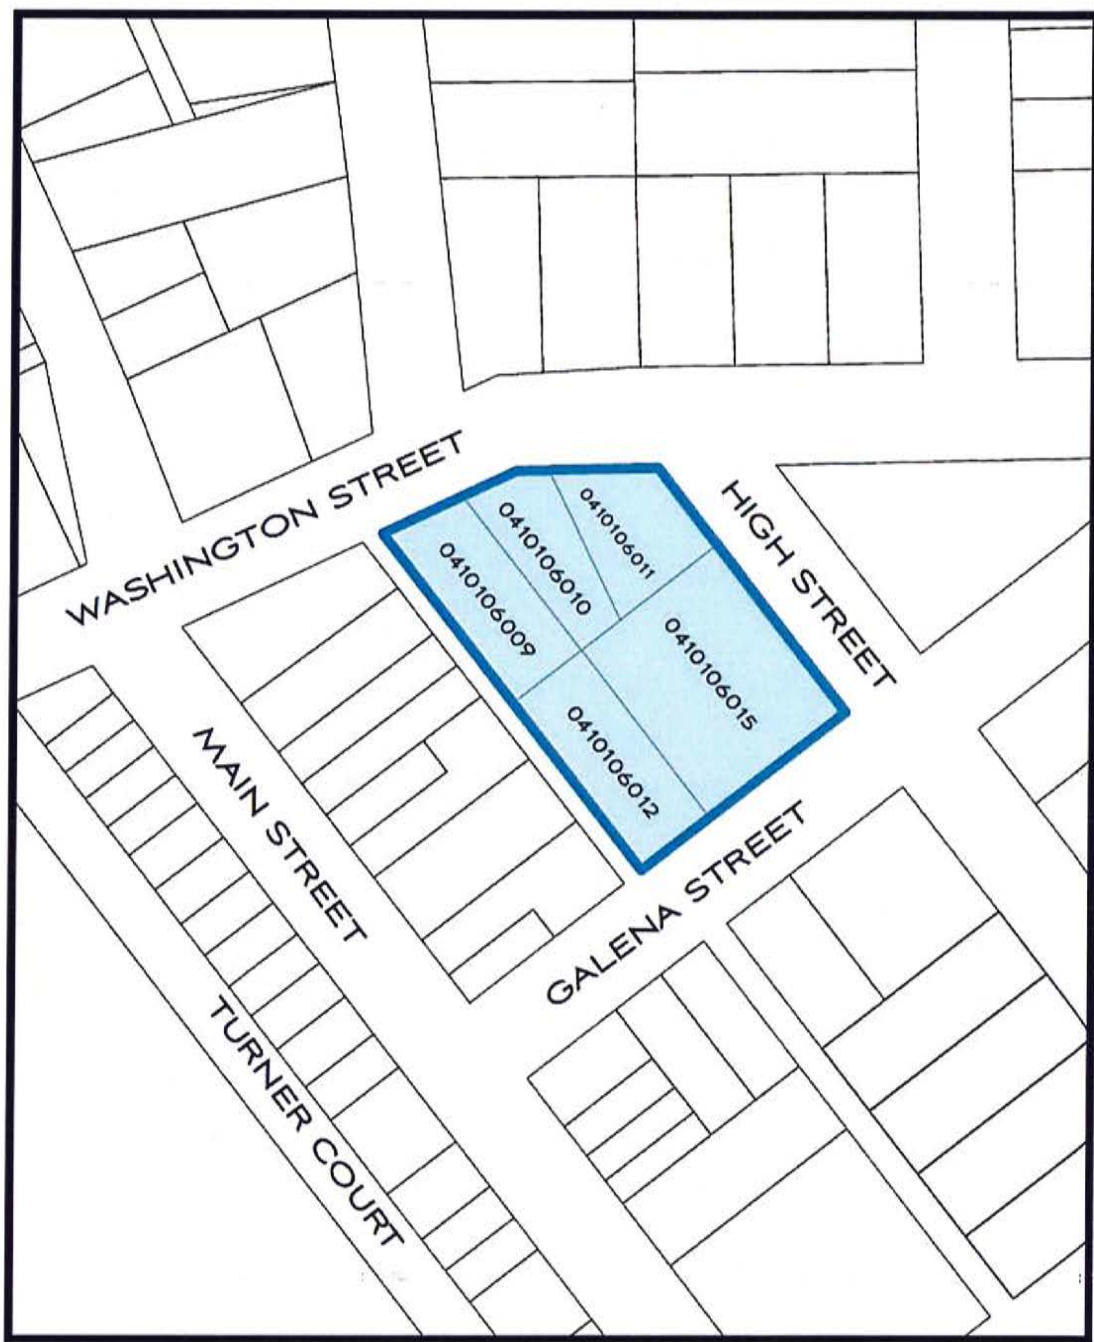 WASHINGTON STREET
HIGH STREET
0410106011
0410106010
0410106009
0410106015
0410106012
MAIN STREET
GALENA STREET
TURNER COURT